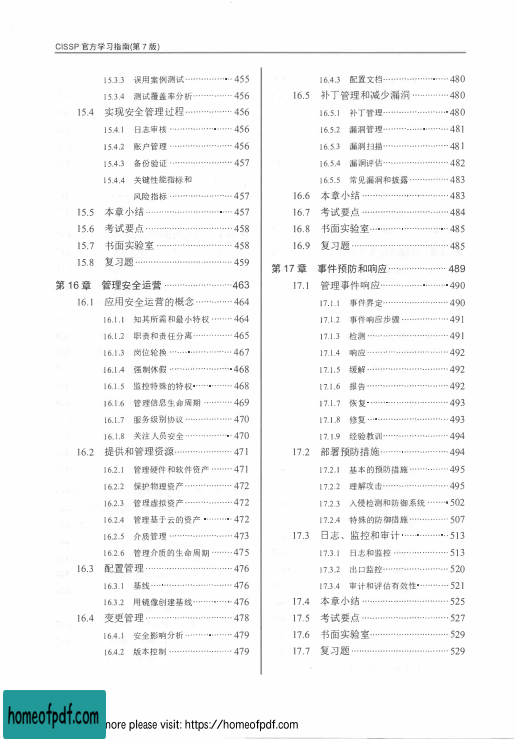 CISSP 官方学习指南(第 7 版)
15.3.3 误用案例测试 455
15.3.4 测试覆盖率分析 456
15.4 实现安全管理过程 456
15.4.1 日志审核 456
15.4.2 账户管理 456
15.4.3 备份验证 457
15.4.4 关键性能指标和
风险指标 457
15.5 本章小结 457
15.6 考试要点 458
15.7 书面实验室 458
15.8 复习题 459
第 16 章 管理安全运营 463
16.1 应用安全运营的概念 464
16.1.1 知其所需和最小特权 464
16.1.2 职责和责任分离 465
16.1.3 岗位轮换 467
16.1.4 强制休假 468
16.1.5 监控特殊的特权 468
16.1.6 管理信息生命周期 469
16.1.7 服务级别协议 470
16.1.8 关注人员安全 470
16.2 提供和管理资源 471
16.2.1 管理硬件和软件资产 471
16.2.2 保护物理资产 472
16.2.3 管理虚拟资产 472
16.2.4 管理基于云的资产 472
16.2.5 介质管理 473
16.2.6 管理介质的生命周期 475
16.3 配置管理 476
16.3.1 基线 476
16.3.2 用镜像创建基线 476
16.4 变更管理 478
16.4.1 安全影响分析 479
16.4.2 版本控制 479
16.4.3 配置文档 480
16.5 补丁管理和减少漏洞 480
16.5.1 补丁管理 480
16.5.2 漏洞管理 481
16.5.3 漏洞扫描 481
16.5.4 漏洞评估 482
16.5.5 常见漏洞和披露 483
16.6 本章小结 483
16.7 考试要点 484
16.8 书面实验室 485
16.9 复习题 485
第 17 章 事件预防和响应 489
17.1 管理事件响应 490
17.1.1 事件界定 490
17.1.2 事件响应步骤 491
17.1.3 检测 491
17.1.4 响应 492
17.1.5 缓解 492
17.1.6 报告 492
17.1.7 恢复 493
17.1.8 修复 493
17.1.9 经验教训 494
17.2 部署预防措施 494
17.2.1 基本的预防措施 495
17.2.2 理解攻击 495
17.2.3 入侵检测和防御系统 502
17.2.4 特殊的防御措施 507
17.3 日志、监控和审计 513
17.3.1 日志和监控 513
17.3.2 出口监控 520
17.3.4 审计和评估有效性 521
17.4 本章小结 525
17.5 考试要点 527
17.6 书面实验室 529
17.7 复习题 529
homeofpdf.com
more please visit: https://homeofpdf.com